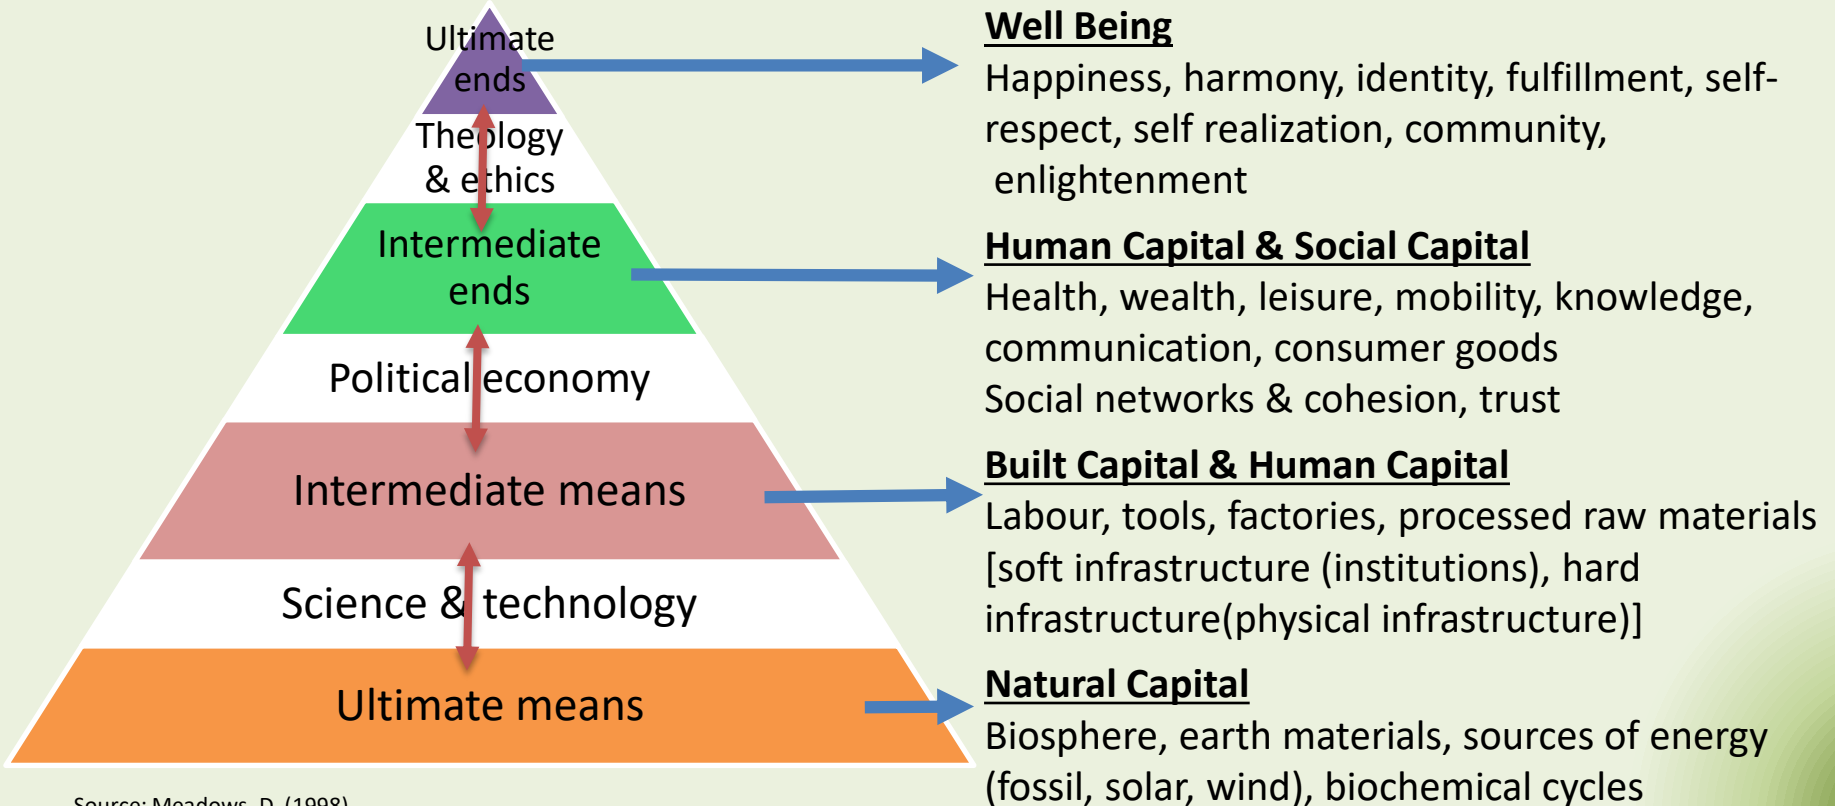 Ultimate
ends
Theology
& ethics
Intermediate
ends
Political economy
Intermediate means
Science & technology
Ultimate means
Well Being
Happiness, harmony, identity, fulfillment, self-
respect, self realization, community,
enlightenment
Human Capital & Social Capital
Health, wealth, leisure, mobility, knowledge,
communication, consumer goods
Social networks & cohesion, trust
Built Capital & Human Capital
Labour, tools, factories, processed raw materials
[soft infrastructure (institutions), hard
infrastructure(physical infrastructure)]
Natural Capital
Biosphere, earth materials, sources of energy
(fossil, solar, wind), biochemical cycles
Source: Meadows, D. (1998)